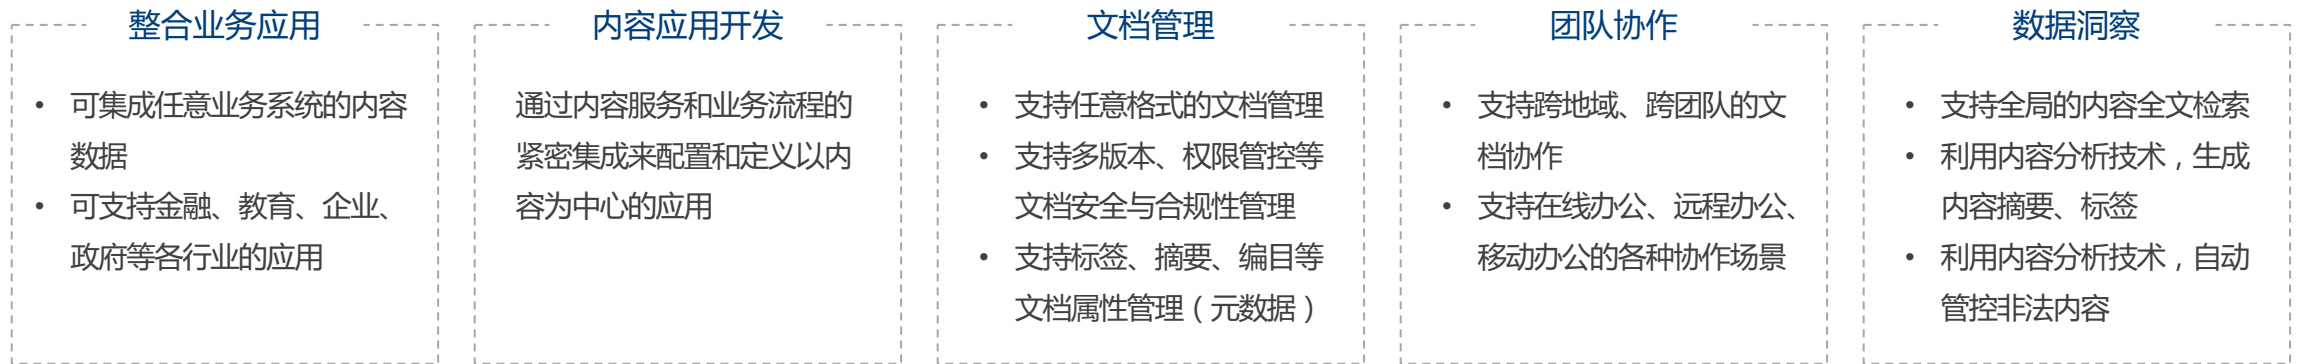 整合业务应用
• 可集成任意业务系统的内容
数据
• 可支持金融、教育、企业、
政府等各行业的应用
内容应用开发
通过内容服务和业务流程的
紧密集成来配置和定义以内
容为中心的应用
文档管理
• 支持任意格式的文档管理
• 支持多版本、权限管控等
文档安全与合规性管理
• 支持标签、摘要、编目等
文档属性管理（元数据）
团队协作
• 支持跨地域、跨团队的文
档协作
• 支持在线办公、远程办公、
移动办公的各种协作场景
数据洞察
• 支持全局的内容全文检索
• 利用内容分析技术，生成
内容摘要、标签
• 利用内容分析技术，自动
管控非法内容